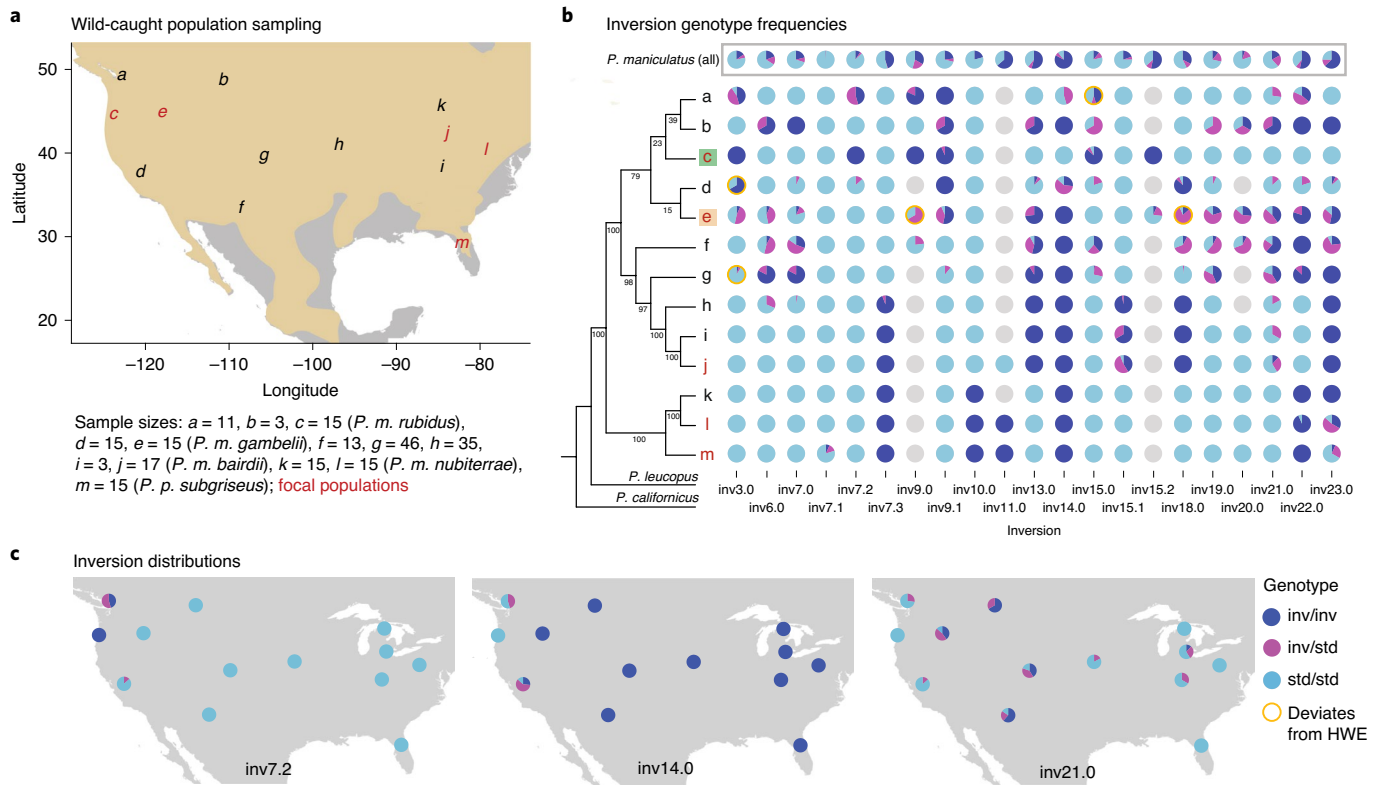 a
Wild-caught population sampling
Latitude
50
40
30
20
a
b
c
e
k
j
l
h
g
i
d
f
m
−120 −110 −100 −90 −80
Longitude
Sample sizes: a = 11, b = 3, c = 15 (P. m. rubidus),
d = 15, e = 15 (P. m. gambelii), f = 13, g = 46, h = 35,
i = 3, j = 17 (P. m. bairdii), k = 15, l = 15 (P. m. nubiterrae),
m = 15 (P. p. subgriseus); focal populations
b
Inversion genotype frequencies
P. maniculatus (all)
a
39
b
23
c
79
d
15
e
100
f
98
g
97
h
100
i
100
j
100
k
100
l
100
m
P. leucopus
P. californicus
inv3.0 inv7.0 inv7.2 inv9.0 inv10.0 inv13.0 inv15.0 inv15.2 inv19.0 inv21.0 inv23.0
inv6.0 inv7.1 inv7.3 inv9.1 inv11.0 inv14.0 inv15.1 inv18.0 inv20.0 inv22.0
Inversion
c
Inversion distributions
inv7.2
inv14.0
inv21.0
Genotype
inv/inv
inv/std
std/std
Deviates
from HWE